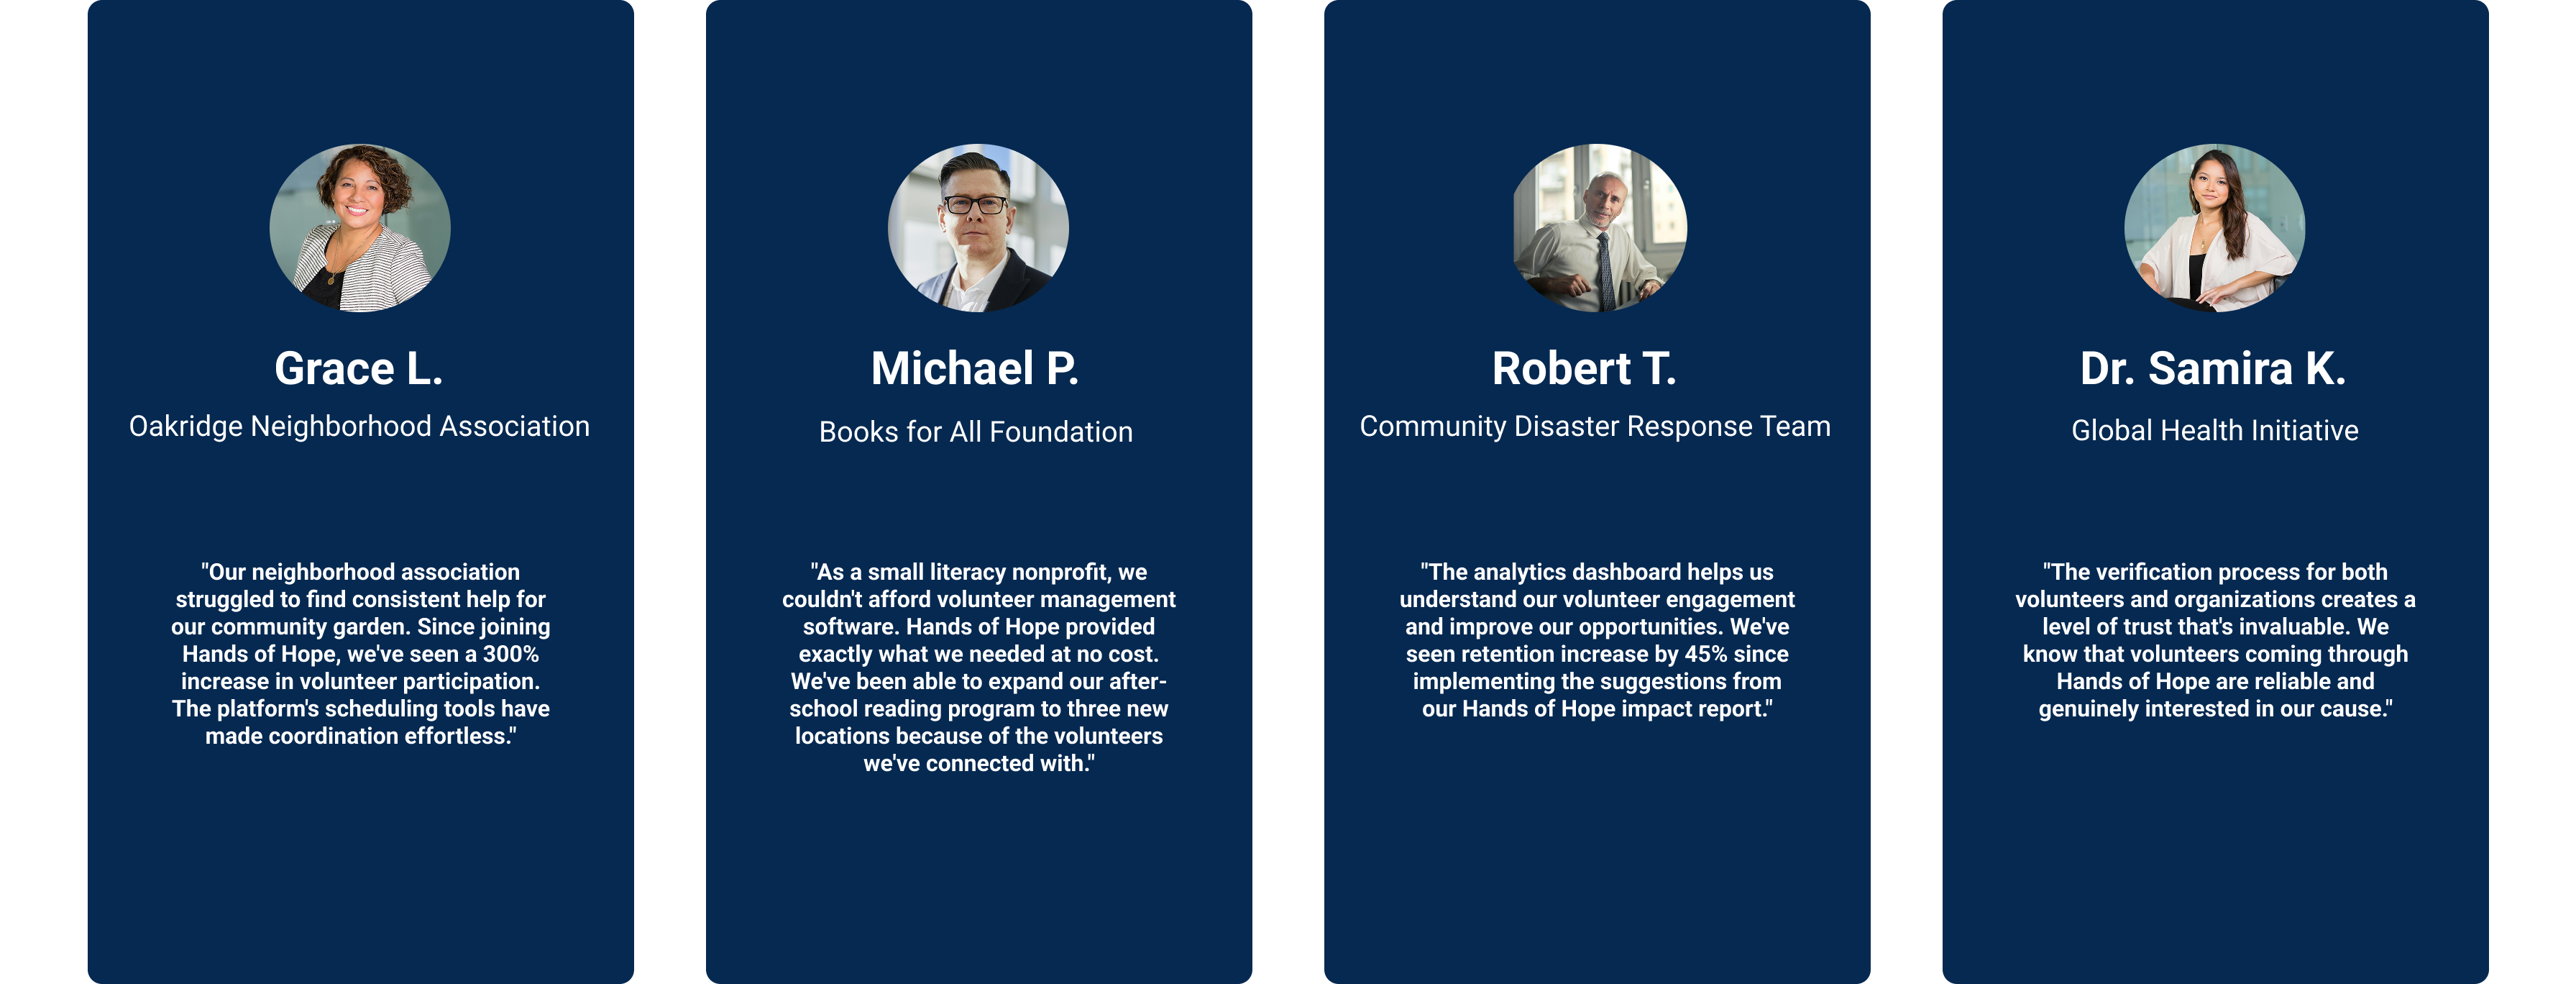 Grace L.
Oakridge Neighborhood Association
"Our neighborhood association
struggled to find consistent help for
our community garden. Since joining
Hands of Hope, we've seen a 300%
increase in volunteer participation.
The platform's scheduling tools have
made coordination effortless."
Michael P.
Books for All Foundation
"As a small literacy nonprofit, we
couldn't afford volunteer management
software. Hands of Hope provided
exactly what we needed at no cost.
We've been able to expand our after-
school reading program to three new
locations because of the volunteers
we've connected with."
Robert T.
Community Disaster Response Team
"The analytics dashboard helps us
understand our volunteer engagement
and improve our opportunities. We've
seen retention increase by 45% since
implementing the suggestions from
our Hands of Hope impact report."
Dr. Samira K.
Global Health Initiative
"The verification process for both
volunteers and organizations creates a
level of trust that's invaluable. We
know that volunteers coming through
Hands of Hope are reliable and
genuinely interested in our cause."